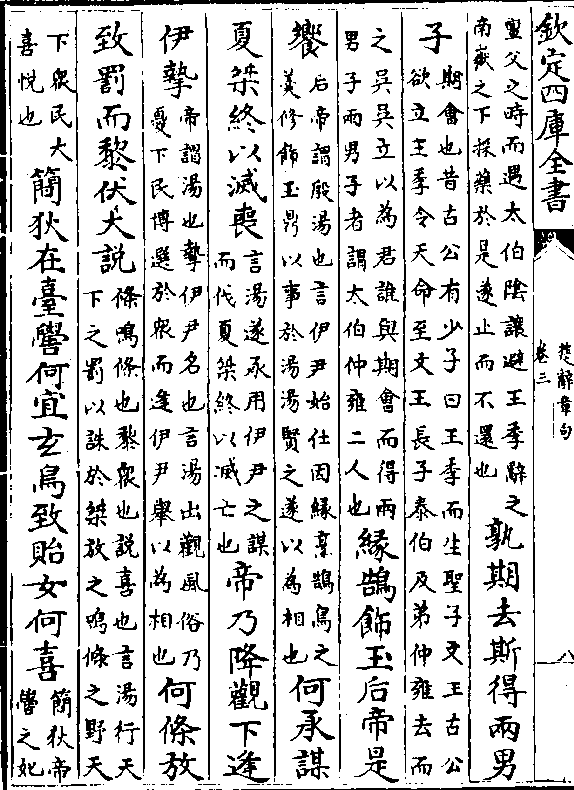 欽定四庫全書
楚辭章句
卷三
八
亶父之時而遇太伯陰讓避王季辭之
南嶽之下採藥於是遂止而不還也
孰期去斯得兩男
子
期會也昔古公有少子曰王季而生聖子文王古公
欲立王季令天命至文王長子泰伯及弟仲雍去而
之吳吳立以為君誰與期會而得兩
男子兩男子者謂太伯仲雍二人也
緣鵠飾玉后帝是
饗
后帝謂殷湯也言伊尹始仕因緣烹鵠鳥之
羮修飾玉鼎以事於湯湯賢之遂以為相也
何承謀
夏桀終以滅喪
言湯遂承用伊尹之謀
而伐夏桀終以滅亡也
帝乃降觀下逢
伊摯
帝謂湯也摯伊尹名也言湯出觀風俗乃
憂下民博選於衆而逢伊尹舉以為相也
何條放
致罰而黎伏大説
條鳴條也黎衆也説喜也言湯行天
下之罰以誅於桀放之鳴條之野天
下衆民大
喜悦也
簡狄在臺嚳何宜玄鳥致貽女何喜
簡狄帝
嚳之妃